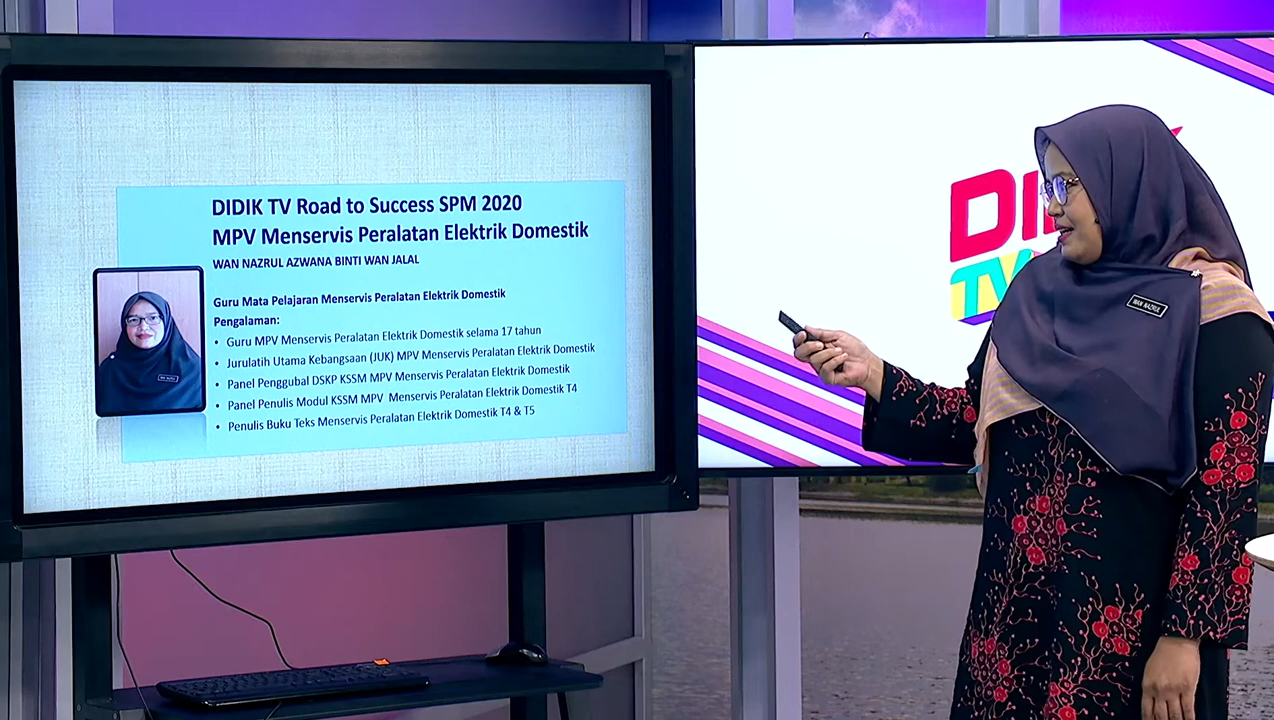 DIDIK TV Road to Success SPM 2020
MPV Menservis Peralatan Elektrik Domestik
WAN NAZRUL AZWANA BINTI WAN JALAL
Guru Mata Pelajaran Menservis Peralatan Elektrik Domestik
Pengalaman:
• Guru MPV Menservis Peralatan Elektrik Domestik selama 17 tahun
• Jurulatih Utama Kebangsaan (JUK) MPV Menservis Peralatan Elektrik Domestik
• Panel Penggubal DSKP KSSM MPV Menservis Peralatan Elektrik Domestik
• Panel Penulis Modul KSSM MPV Menservis Peralatan Elektrik Domestik T4
• Penulis Buku Teks Menservis Peralatan Elektrik Domestik T4 & T5
TV
WAN NAZRUL